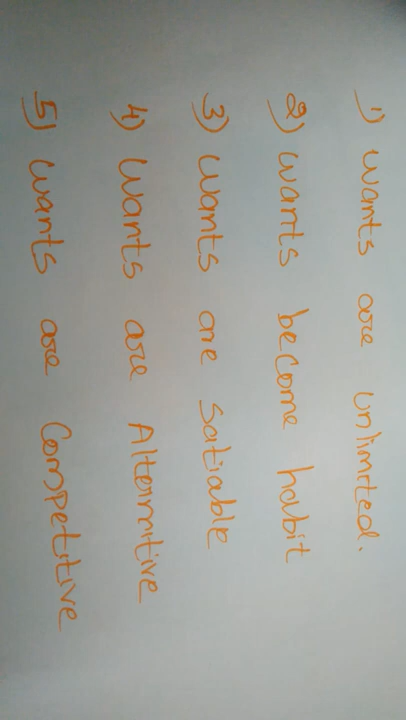 1) wants are unlimited.
2) wants become habit
3) wants are satiable
4) wants are Alternitive
5) wants are Competitive